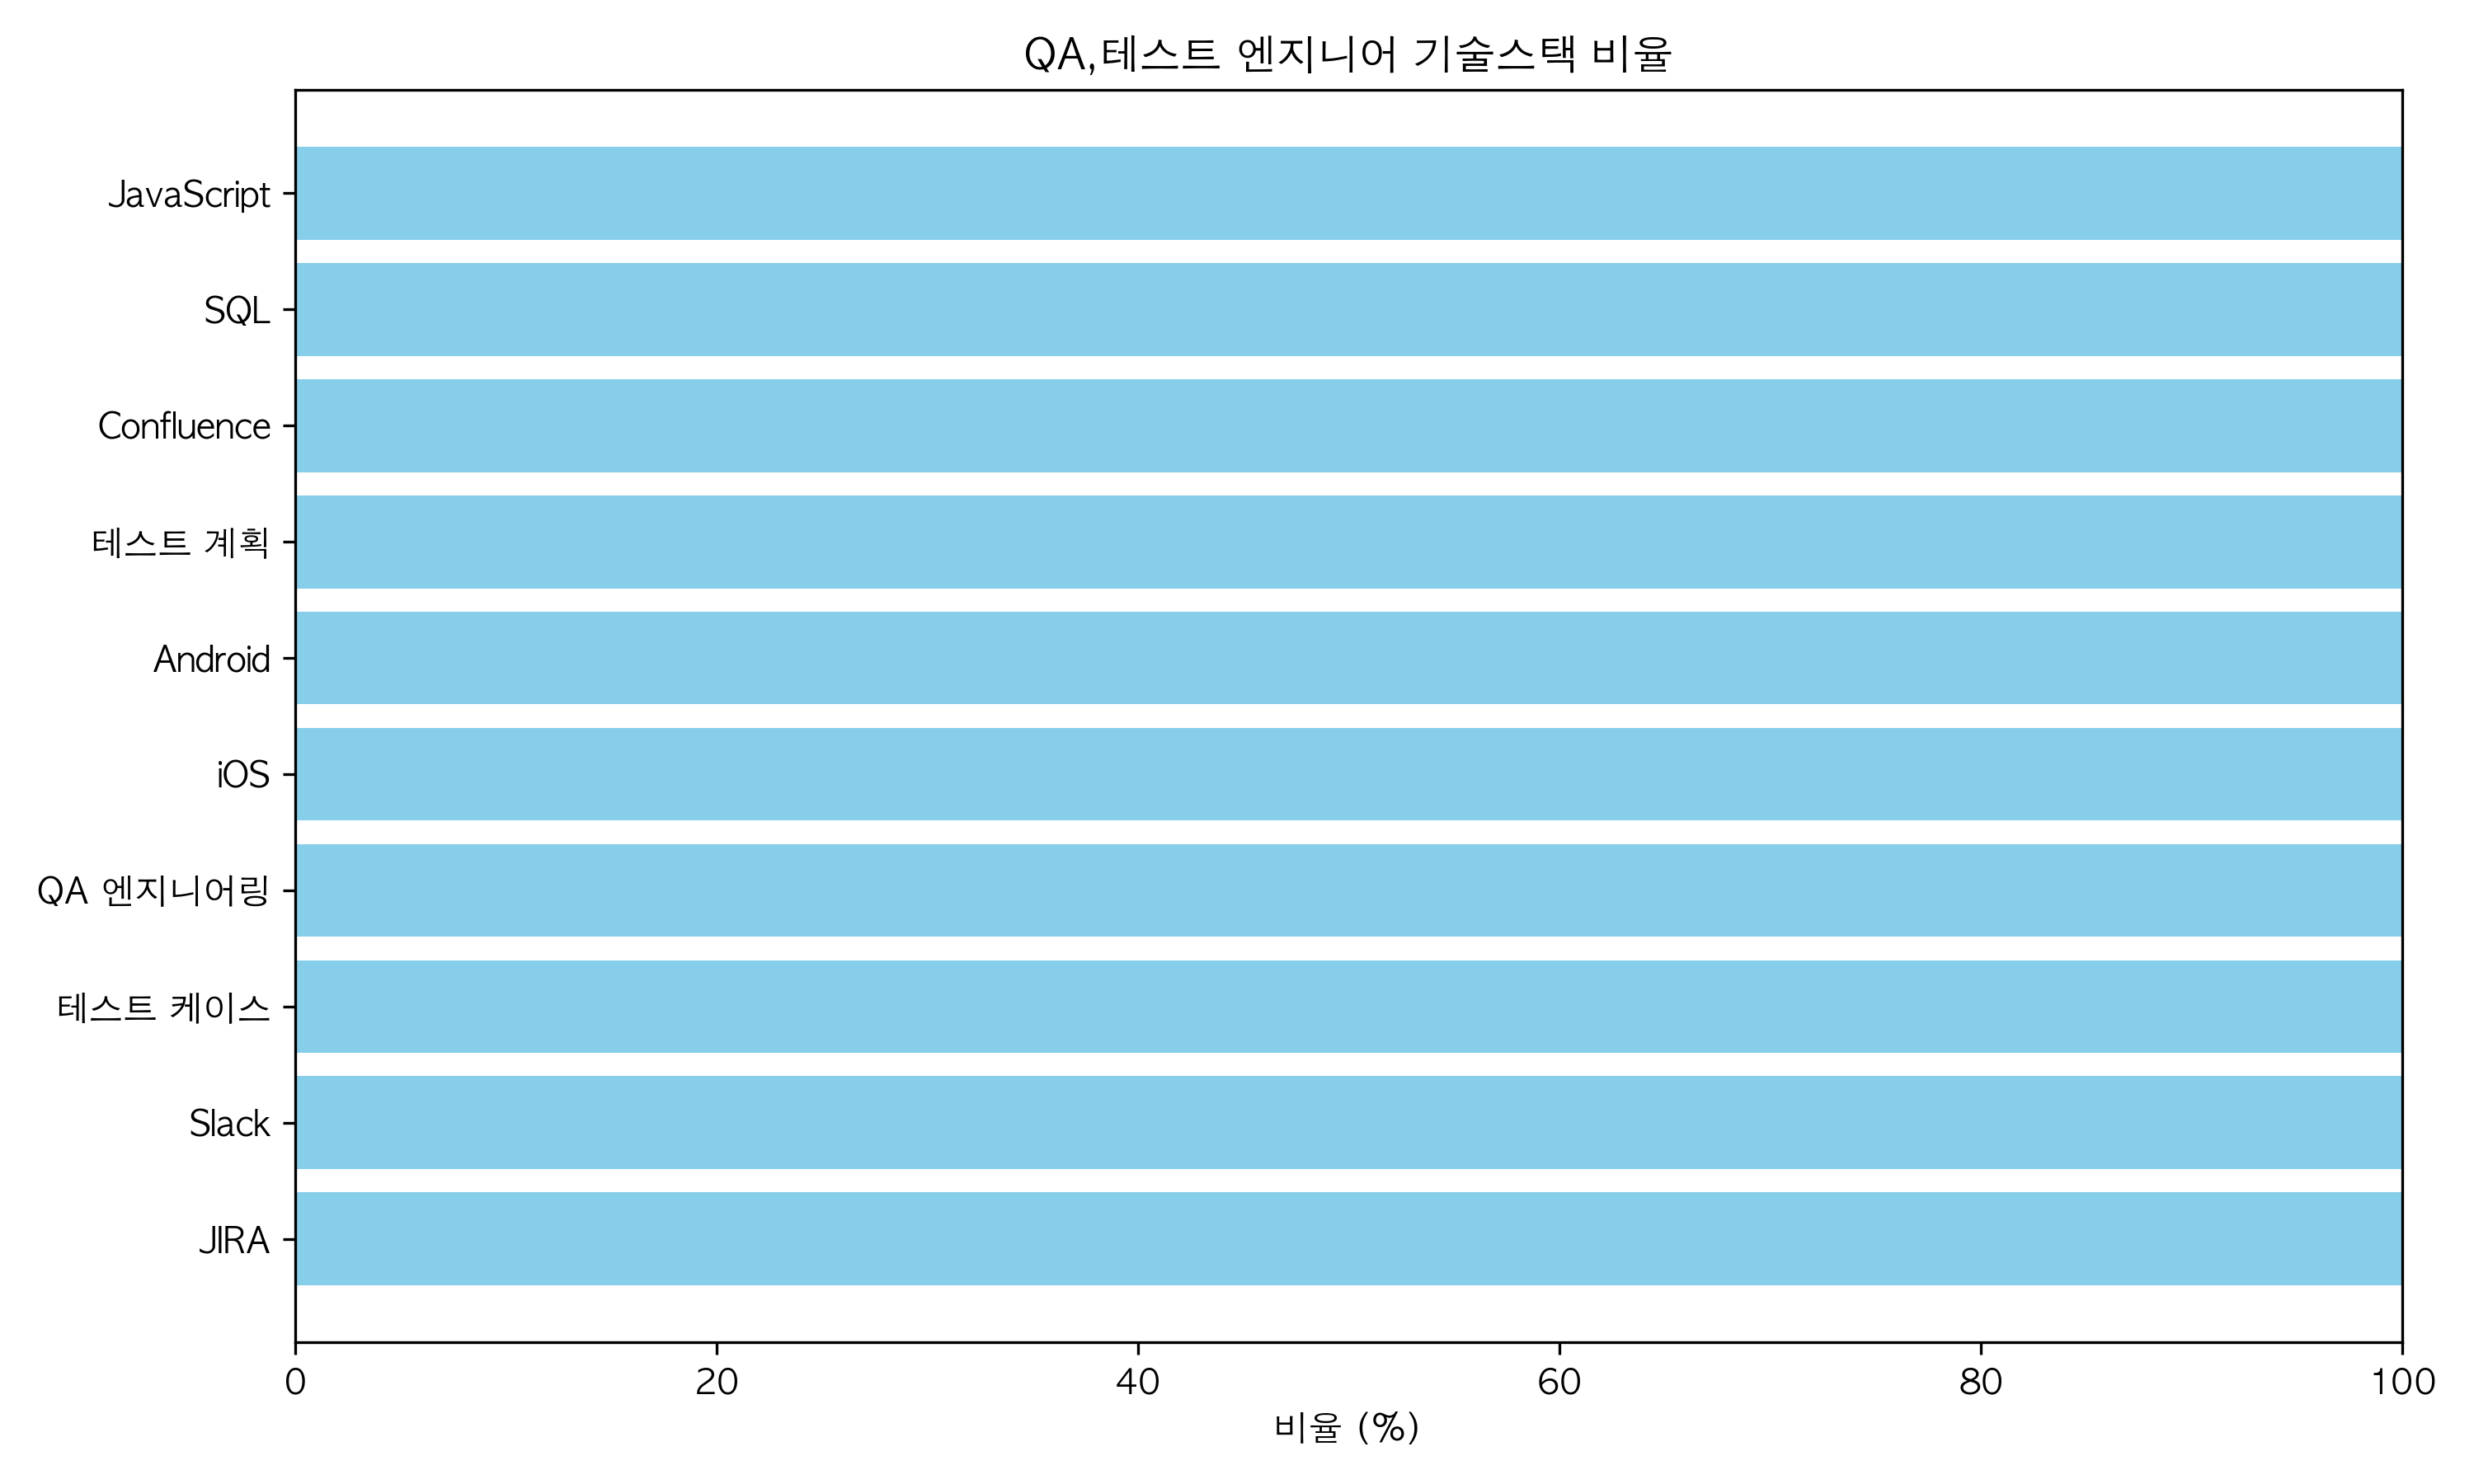 QA,테스트 엔지니어 기술스택 비율
JavaScript
SQL
Confluence
테스트 계획
Android
iOS
QA 엔지니어링
테스트 케이스
Slack
JIRA
0 20 40 60 80 100
비율 (%)